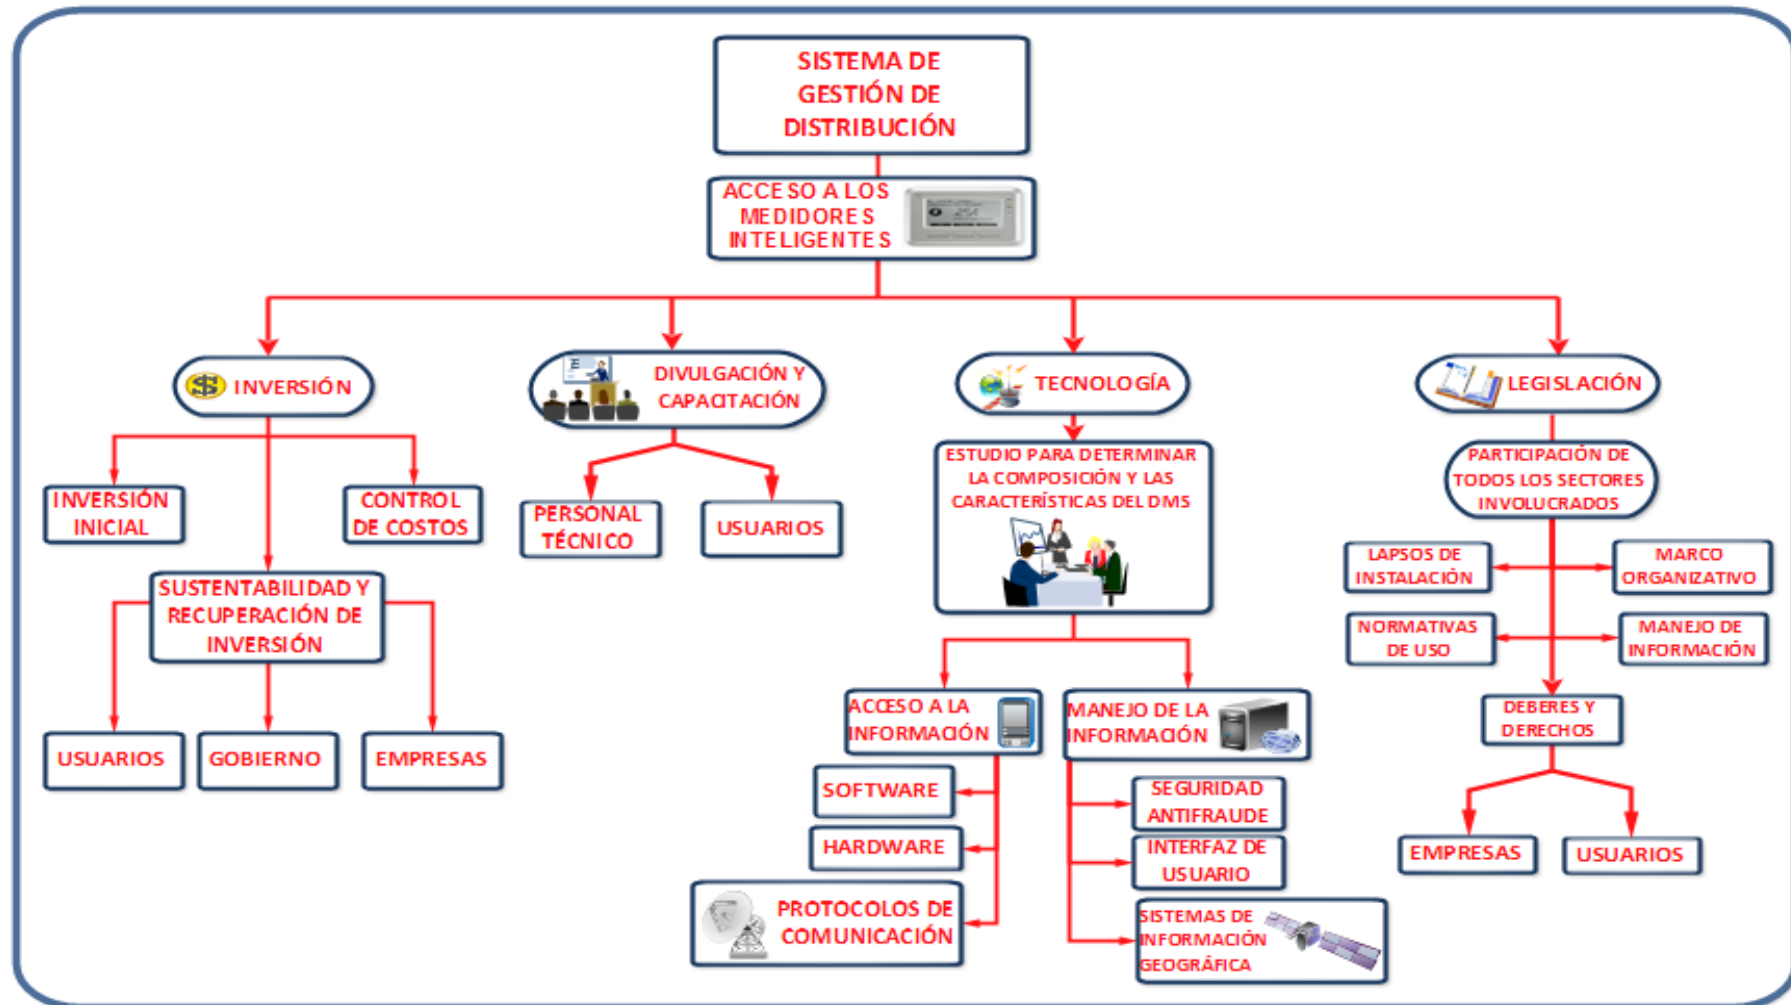 SISTEMA DE
GESTIÓN DE
DISTRIBUCIÓN
ACCESO A LOS
MEDIDORES
INTELIGENTES
INVERSIÓN
DIVULGACIÓN Y
CAPACITACIÓN
TECNOLOGÍA
LEGISLACIÓN
INVERSIÓN
INICIAL
CONTROL
DE COSTOS
SUSTENTABILIDAD Y
RECUPERACIÓN DE
INVERSIÓN
USUARIOS
GOBIERNO
EMPRESAS
PERSONAL
TÉCNICO
USUARIOS
ESTUDIO PARA DETERMINAR
LA COMPOSICIÓN Y LAS
CARACTERÍSTICAS DEL DMS
ACCESO A LA
INFORMACIÓN
SOFTWARE
HARDWARE
PROTOCOLOS DE
COMUNICACIÓN
MANEJO DE LA
INFORMACIÓN
SEGURIDAD
ANTIFRAUDE
INTERFAZ DE
USUARIO
SISTEMAS DE
INFORMACIÓN
GEOGRÁFICA
PARTICIPACIÓN DE
TODOS LOS SECTORES
INVOLUCRADOS
LAPSOS DE
INSTALACIÓN
MARCO
ORGANIZATIVO
NORMATIVAS
DE USO
MANEJO DE
INFORMACIÓN
DEBERES Y
DERECHOS
EMPRESAS
USUARIOS